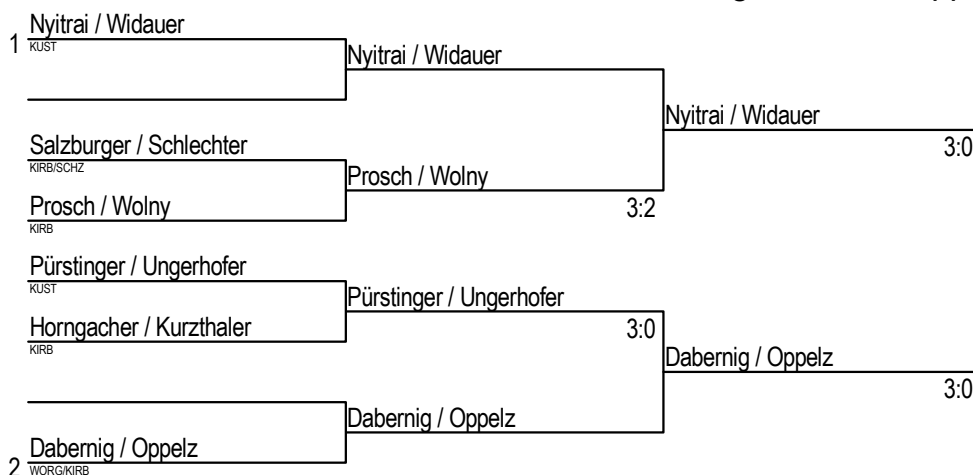 Nyitrai / Widauer
1 KUST
Nyitrai / Widauer
Nyitrai / Widauer
3:0
Salzburger / Schlechter
KIRB/SCHZ
Prosch / Wolny
3:2
Prosch / Wolny
KIRB
Pürstinger / Ungerhofer
KUST
Pürstinger / Ungerhofer
3:0
Horngacher / Kurzthaler
KIRB
Dabernig / Oppelz
3:0
Dabernig / Oppelz
Dabernig / Oppelz
2 WORG/KIRB